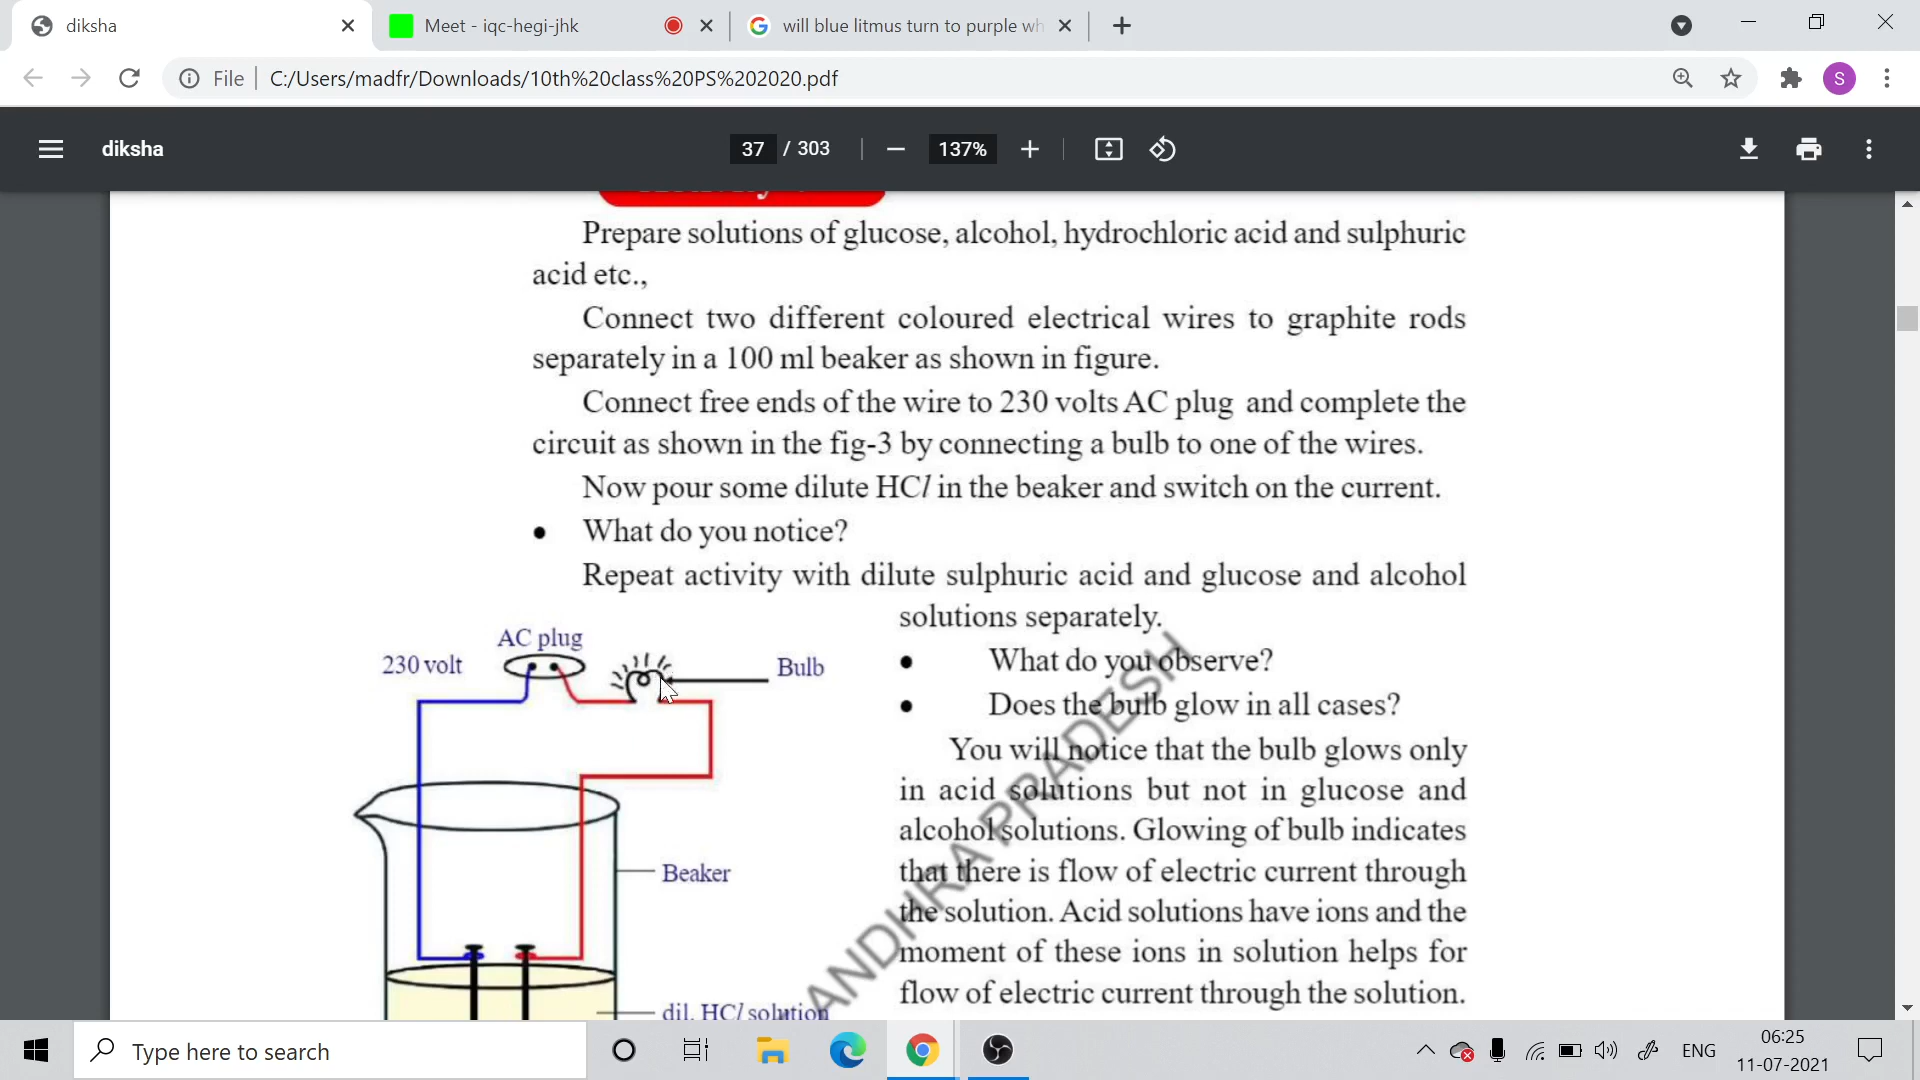 diksha
Meet - iqc-hegi-jhk
will blue litmus turn to purple wh
File
C:/Users/madfr/Downloads/10th%20class%20PS%202020.pdf
S
diksha
37 / 303
137%
Prepare solutions of glucose, alcohol, hydrochloric acid and sulphuric
acid etc.,
Connect two different coloured electrical wires to graphite rods
separately in a 100 ml beaker as shown in figure.
Connect free ends of the wire to 230 volts AC plug and complete the
circuit as shown in the fig-3 by connecting a bulb to one of the wires.
Now pour some dilute HCl in the beaker and switch on the current.
• What do you notice?
Repeat activity with dilute sulphuric acid and glucose and alcohol
solutions separately.
• What do you observe?
• Does the bulb glow in all cases?
You will notice that the bulb glows only
in acid solutions but not in glucose and
alcohol solutions. Glowing of bulb indicates
that there is flow of electric current through
the solution. Acid solutions have ions and the
moment of these ions in solution helps for
flow of electric current through the solution.
AC plug
230 volt
Bulb
Beaker
dil. HCl solution
ANDHRA PRADESH
Type here to search
ENG
06:25
11-07-2021